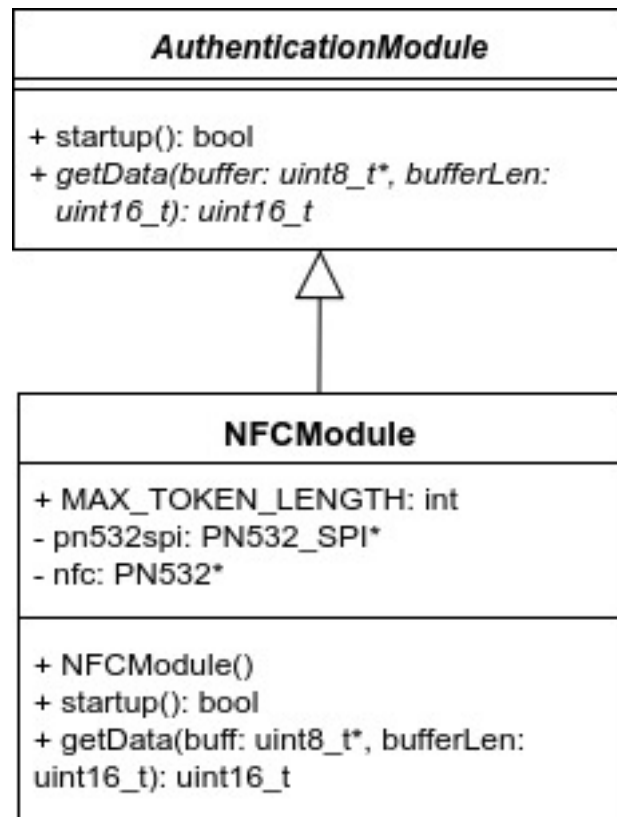 AuthenticationModule
+ startup(): bool
+ getData(buffer: uint8_t*, bufferLen:
uint16_t): uint16_t
NFCModule
+ MAX_TOKEN_LENGTH: int
- pn532spi: PN532_SPI*
- nfc: PN532*
+ NFCModule()
+ startup(): bool
+ getData(buff: uint8_t*, bufferLen:
uint16_t): uint16_t